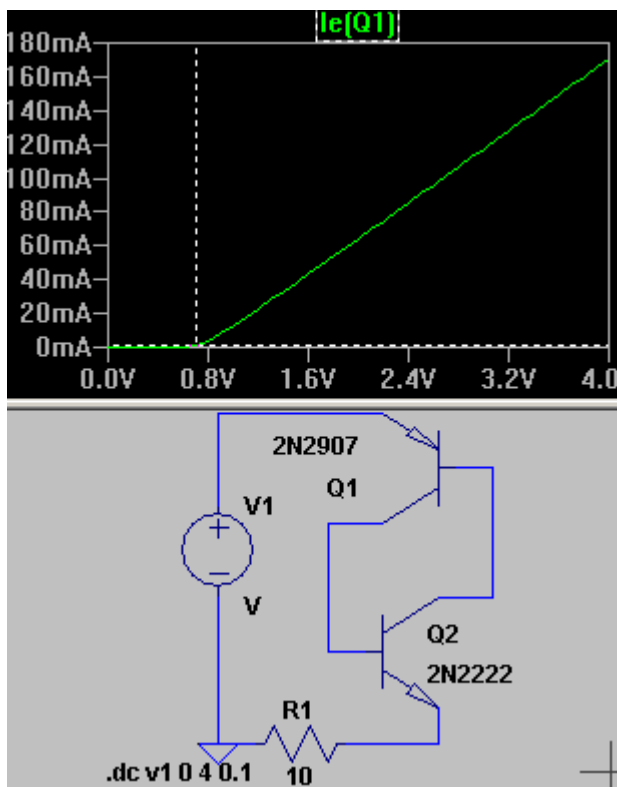 Ie(Q1)
180mA
160mA
140mA
120mA
100mA
80mA
60mA
40mA
20mA
0mA
0.0V 0.8V 1.6V 2.4V 3.2V 4.0
2N2907
Q1
V1
V
Q2
2N2222
R1
10
.dc v1 0 4 0.1